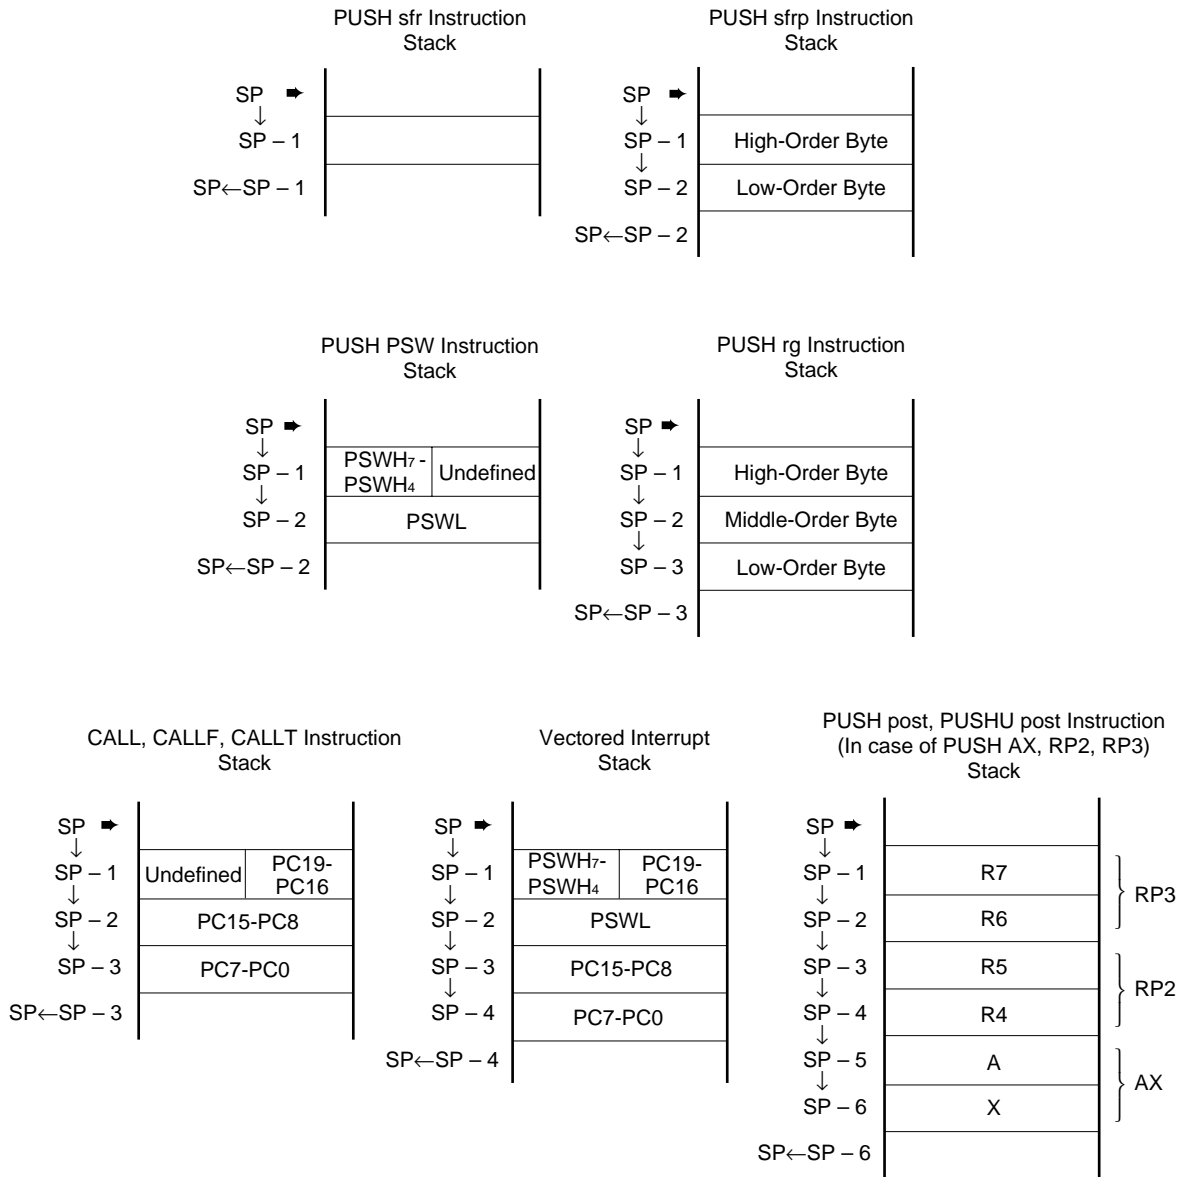 PUSH sfr Instruction
Stack
SP ➨
↓
SP – 1
SP←SP – 1
PUSH sfrp Instruction
Stack
SP ➨
↓
SP – 1
High-Order Byte
↓
SP – 2
Low-Order Byte
SP←SP – 2
PUSH PSW Instruction
Stack
SP ➨
↓
SP – 1
PSWH7 -
PSWH4
Undefined
↓
SP – 2
PSWL
SP←SP – 2
PUSH rg Instruction
Stack
SP ➨
↓
SP – 1
High-Order Byte
↓
SP – 2
Middle-Order Byte
↓
SP – 3
Low-Order Byte
SP←SP – 3
CALL, CALLF, CALLT Instruction
Stack
SP ➨
↓
SP – 1
Undefined
PC19-
PC16
↓
SP – 2
PC15-PC8
↓
SP – 3
PC7-PC0
SP←SP – 3
Vectored Interrupt
Stack
SP ➨
↓
SP – 1
PSWH7-
PSWH4
PC19-
PC16
↓
SP – 2
PSWL
↓
SP – 3
PC15-PC8
↓
SP – 4
PC7-PC0
SP←SP – 4
PUSH post, PUSHU post Instruction
(In case of PUSH AX, RP2, RP3)
Stack
SP ➨
↓
SP – 1
R7
↓
SP – 2
R6
RP3
↓
SP – 3
R5
↓
SP – 4
R4
RP2
↓
SP – 5
A
↓
SP – 6
X
AX
SP←SP – 6